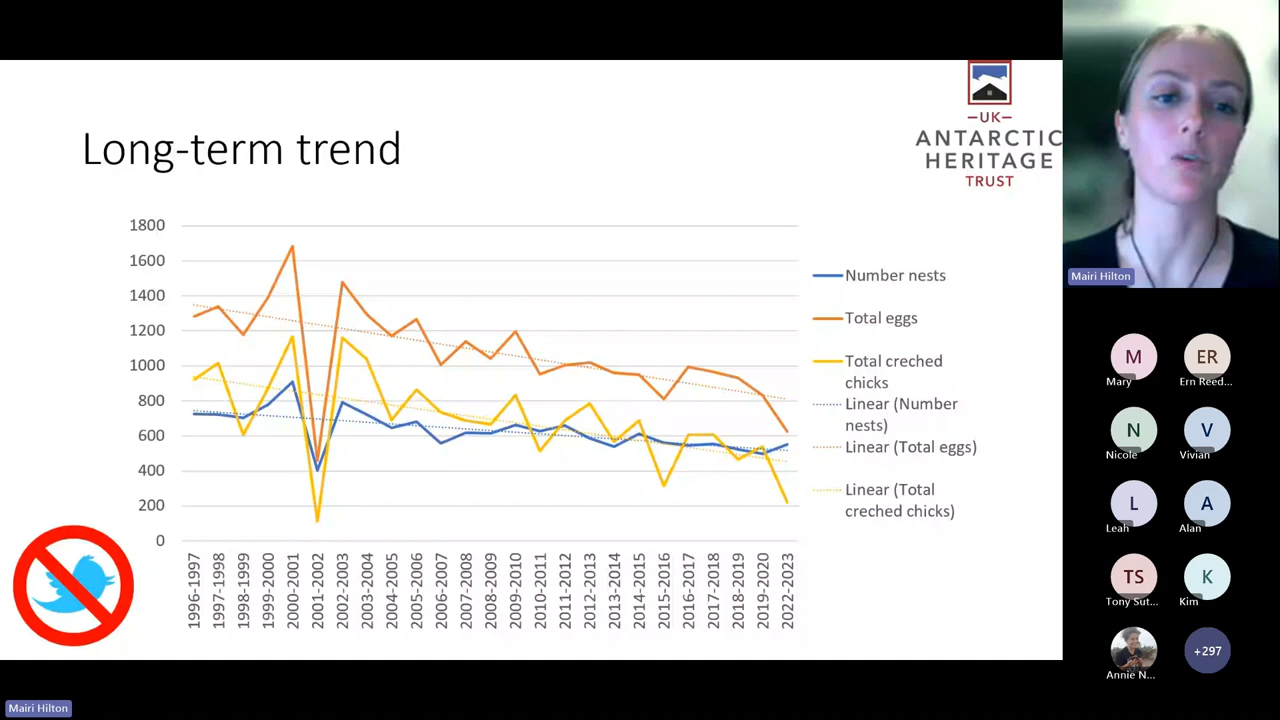 Long-term trend
UK
ANTARCTIC
HERITAGE
TRUST
1800
1600
1400
1200
1000
800
600
400
200
0
1996-1997
1997-1998
1998-1999
1999-2000
2000-2001
2001-2002
2002-2003
2003-2004
2004-2005
2005-2006
2006-2007
2007-2008
2008-2009
2009-2010
2010-2011
2011-2012
2012-2013
2013-2014
2014-2015
2015-2016
2016-2017
2017-2018
2018-2019
2019-2020
2022-2023
Number nests
Total eggs
Total creched
chicks
Linear (Number
nests)
Linear (Total eggs)
Linear (Total
creched chicks)
Mairi Hilton
M
Mary
ER
Ern Reed...
N
Nicole
V
Vivian
L
Leah
A
Alan
TS
Tony Sut...
K
Kim
Annie N...
+297
Mairi Hilton